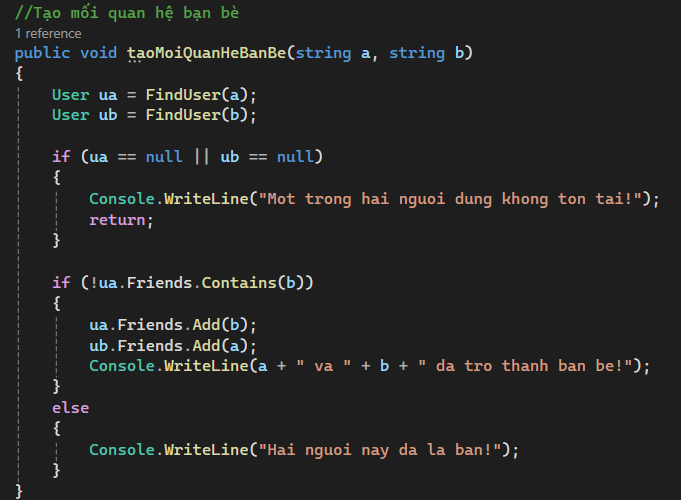 //Tạo mối quan hệ bạn bè
1 reference
public void taoMoiQuanHeBanBe(string a, string b)
{
User ua = FindUser(a);
User ub = FindUser(b);
if (ua == null || ub == null)
{
Console.WriteLine("Mot trong hai nguoi dung khong ton tai!");
return;
}
if (!ua.Friends.Contains(b))
{
ua.Friends.Add(b);
ub.Friends.Add(a);
Console.WriteLine(a + " va " + b + " da tro thanh ban be!");
}
else
{
Console.WriteLine("Hai nguoi nay da la ban!");
}
}